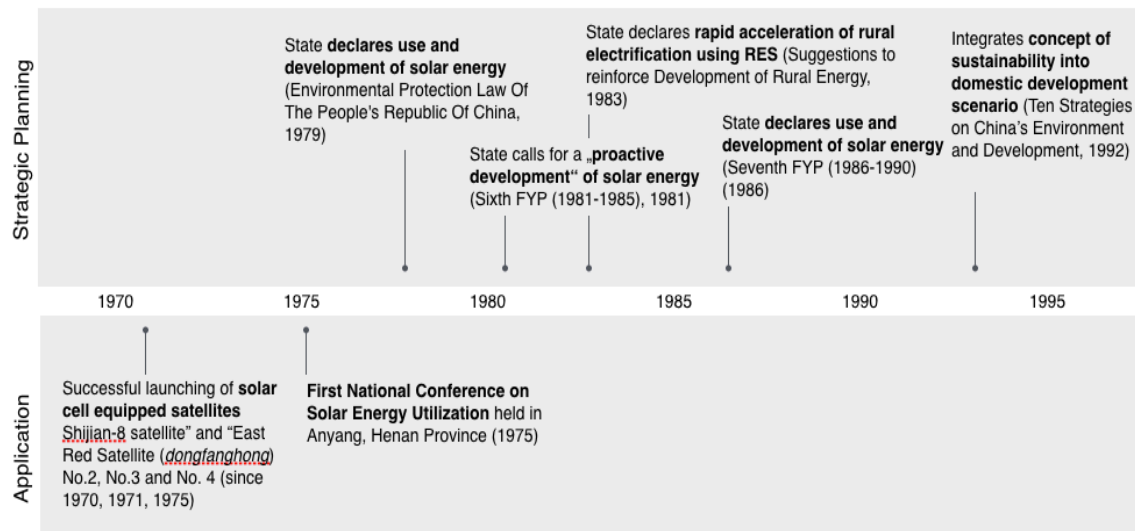 Strategic Planning
State declares use and
development of solar energy
(Environmental Protection Law Of
The People's Republic Of China,
1979)
State calls for a „proactive
development“ of solar energy
(Sixth FYP (1981-1985), 1981)
State declares rapid acceleration of rural
electrification using RES (Suggestions to
reinforce Development of Rural Energy,
1983)
State declares use and
development of solar energy
(Seventh FYP (1986-1990)
(1986)
Integrates concept of
sustainability into
domestic development
scenario (Ten Strategies
on China's Environment
and Development, 1992)
1970 1975 1980 1985 1990 1995
Application
Successful launching of solar
cell equipped satellites
Shijian-8 satellite” and “East
Red Satellite (dongfanghong)
No.2, No.3 and No. 4 (since
1970, 1971, 1975)
First National Conference on
Solar Energy Utilization held in
Anyang, Henan Province (1975)